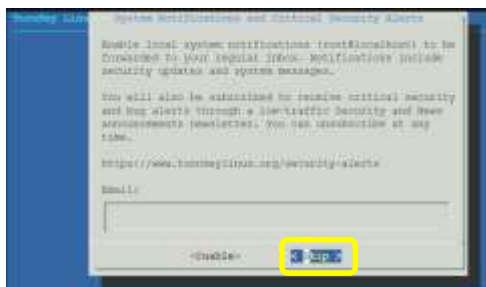 System Notifications and Critical Security Alerts
Enable local system notifications (root@localhost) to be
forwarded to your regular inbox. Notifications include
security updates and system messages.
You will also be subscribed to receive critical security
and bug alerts through a low-traffic Security and News
announcements newsletter. You can unsubscribe at any
time.
https://www.turnkeylinux.org/security-alerts
Email:
<Enable>
< Skip >